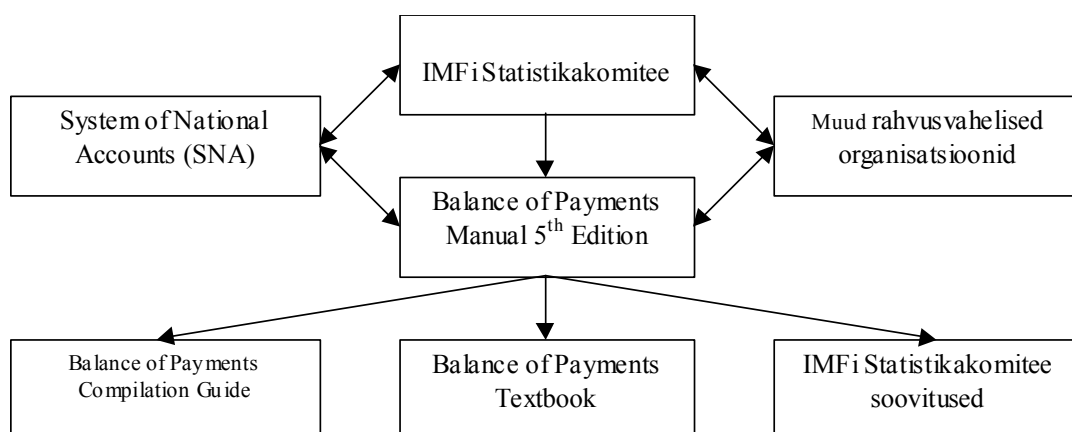 IMFi Statistikakomitee
System of National
Accounts (SNA)
Muud rahvusvahelised
organisatsioonid
Balance of Payments
Manual 5th Edition
Balance of Payments
Compilation Guide
Balance of Payments
Textbook
IMFi Statistikakomitee
soovitused